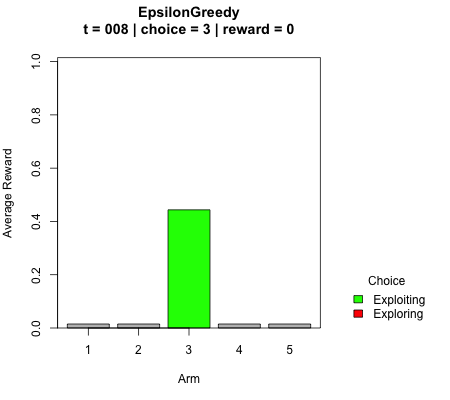 EpsilonGreedy
t = 008 | choice = 3 | reward = 0
1.0
0.8
0.6
0.4
0.2
0.0
Average Reward
1 2 3 4 5
Arm
Choice
Exploiting
Exploring